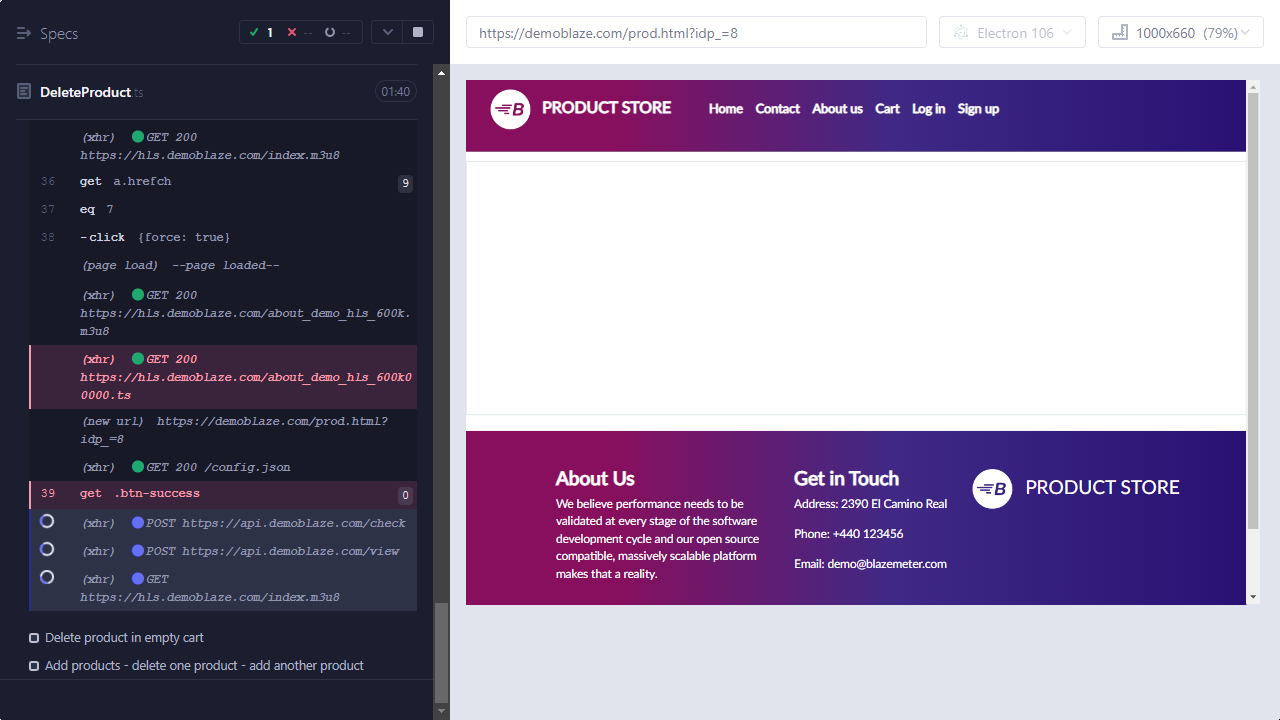 Specs
1
--
--
DeleteProduct.ts
01:40
(xhr) GET 200
https://hls.demoblaze.com/index.m3u8
36 get a.hrefch 9
37 eq 7
38 -click {force: true}
(page load) --page loaded--
(xhr) GET 200
https://hls.demoblaze.com/about_demo_hls_600k.
m3u8
(xhr) GET 200
https://hls.demoblaze.com/about_demo_hls_600k0
0000.ts
(new url) https://demoblaze.com/prod.html?
idp_=8
(xhr) GET 200 /config.json
39 get .btn-success 0
(xhr) POST https://api.demoblaze.com/check
(xhr) POST https://api.demoblaze.com/view
(xhr) GET
https://hls.demoblaze.com/index.m3u8
Delete product in empty cart
Add products - delete one product - add another product
https://demoblaze.com/prod.html?idp_=8
Electron 106
1000x660 (79%)
B PRODUCT STORE
Home Contact About us Cart Log in Sign up
About Us
We believe performance needs to be
validated at every stage of the software
development cycle and our open source
compatible, massively scalable platform
makes that a reality.
Get in Touch
Address: 2390 El Camino Real
Phone: +440 123456
Email: demo@blazemeter.com
B PRODUCT STORE